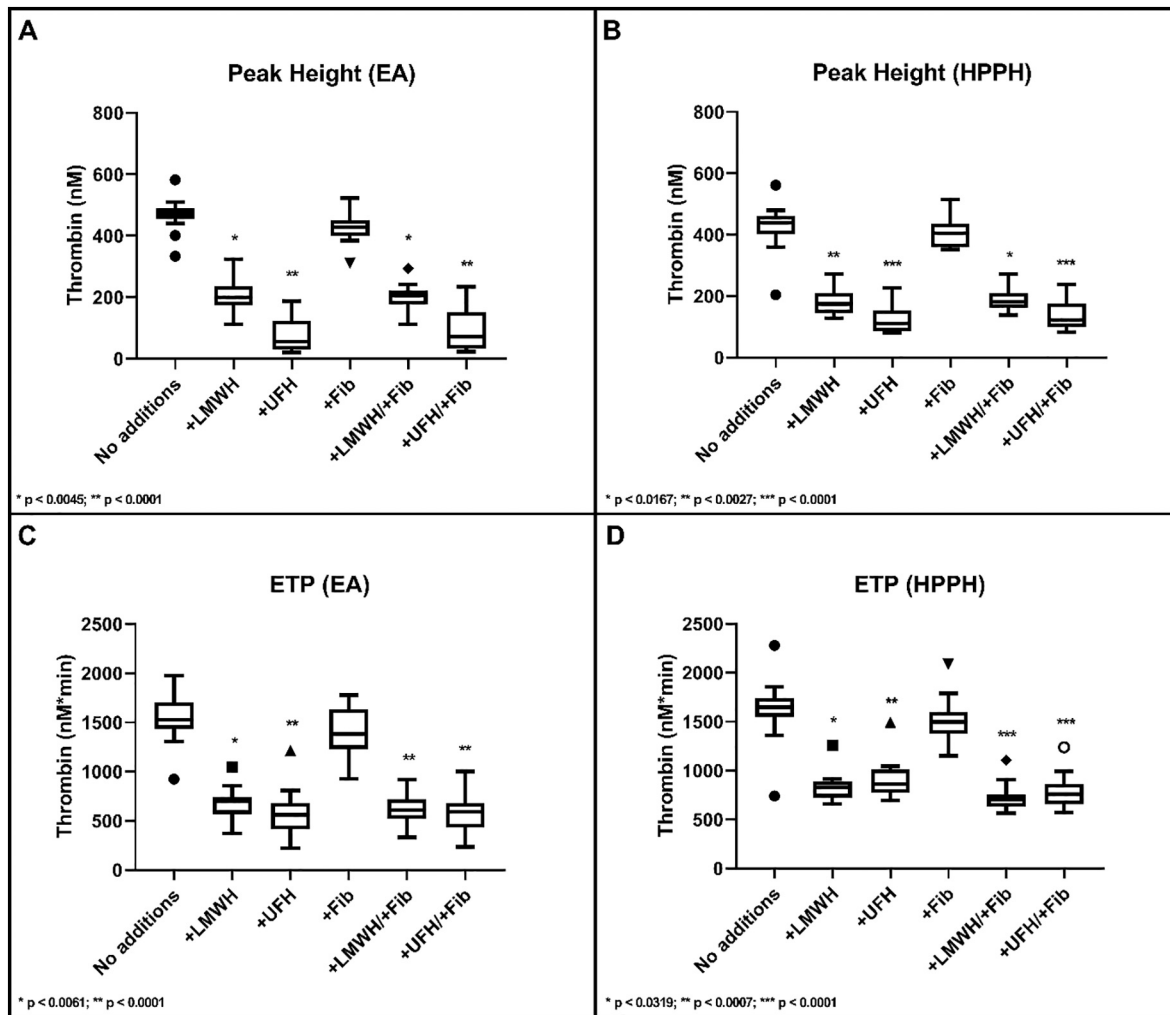 A
Peak Height (EA)
Thrombin (nM)
800
600
400
200
0
*
**
*
**
No additions
+LMWH
+UFH
+Fib
+LMWH/+Fib
+UFH/+Fib
* p < 0.0045; ** p < 0.0001
B
Peak Height (HPPH)
Thrombin (nM)
800
600
400
200
0
**
***
*
***
No additions
+LMWH
+UFH
+Fib
+LMWH/+Fib
+UFH/+Fib
* p < 0.0167; ** p < 0.0027; *** p < 0.0001
C
ETP (EA)
Thrombin (nM*min)
2500
2000
1500
1000
500
0
*
**
**
**
No additions
+LMWH
+UFH
+Fib
+LMWH/+Fib
+UFH/+Fib
* p < 0.0061; ** p < 0.0001
D
ETP (HPPH)
Thrombin (nM*min)
2500
2000
1500
1000
500
0
*
**
***
***
No additions
+LMWH
+UFH
+Fib
+LMWH/+Fib
+UFH/+Fib
* p < 0.0319; ** p < 0.0007; *** p < 0.0001